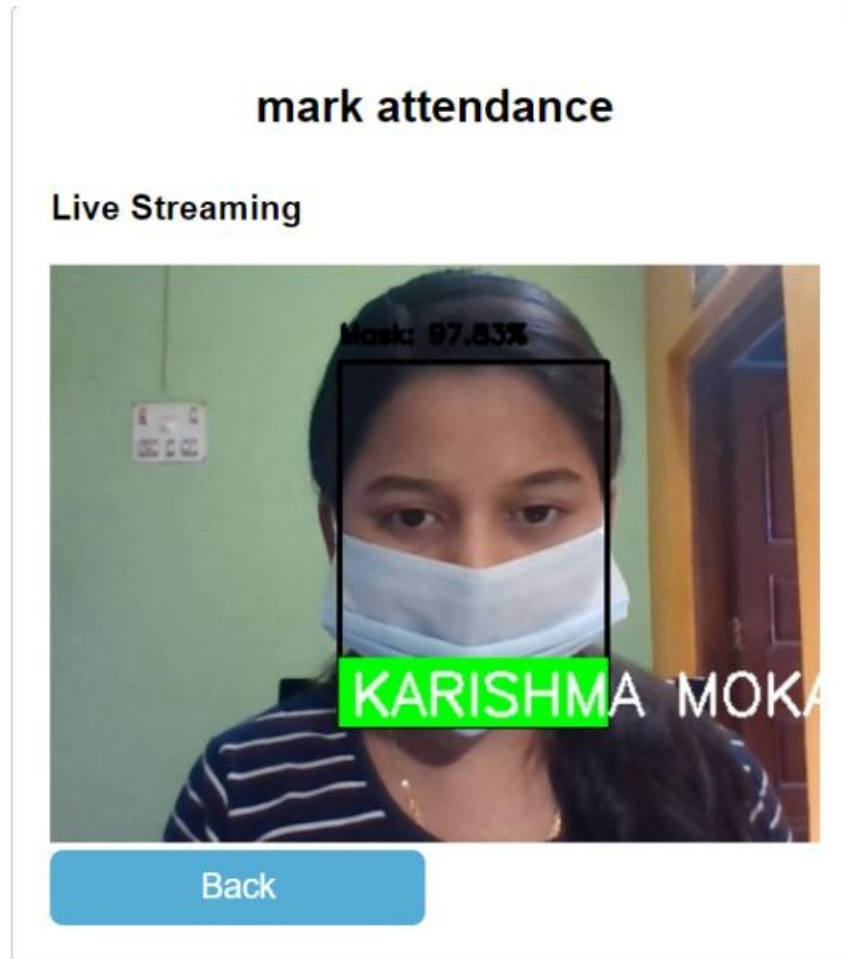 mark attendance
Live Streaming
Mask: 97.83%
KARISHMA MOKA
Back